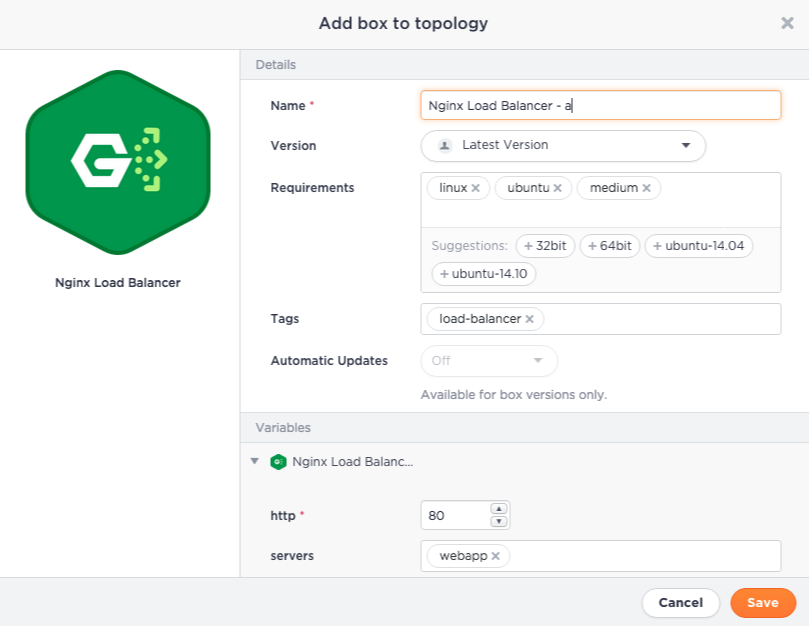 Add box to topology
Details
Name *
Nginx Load Balancer - a
Version
Latest Version
Requirements
linux ubuntu medium
Suggestions: + 32bit + 64bit + ubuntu-14.04
+ ubuntu-14.10
Nginx Load Balancer
Tags
load-balancer
Automatic Updates
Off
Available for box versions only.
Variables
Nginx Load Balanc...
http *
80
servers
webapp
Cancel Save